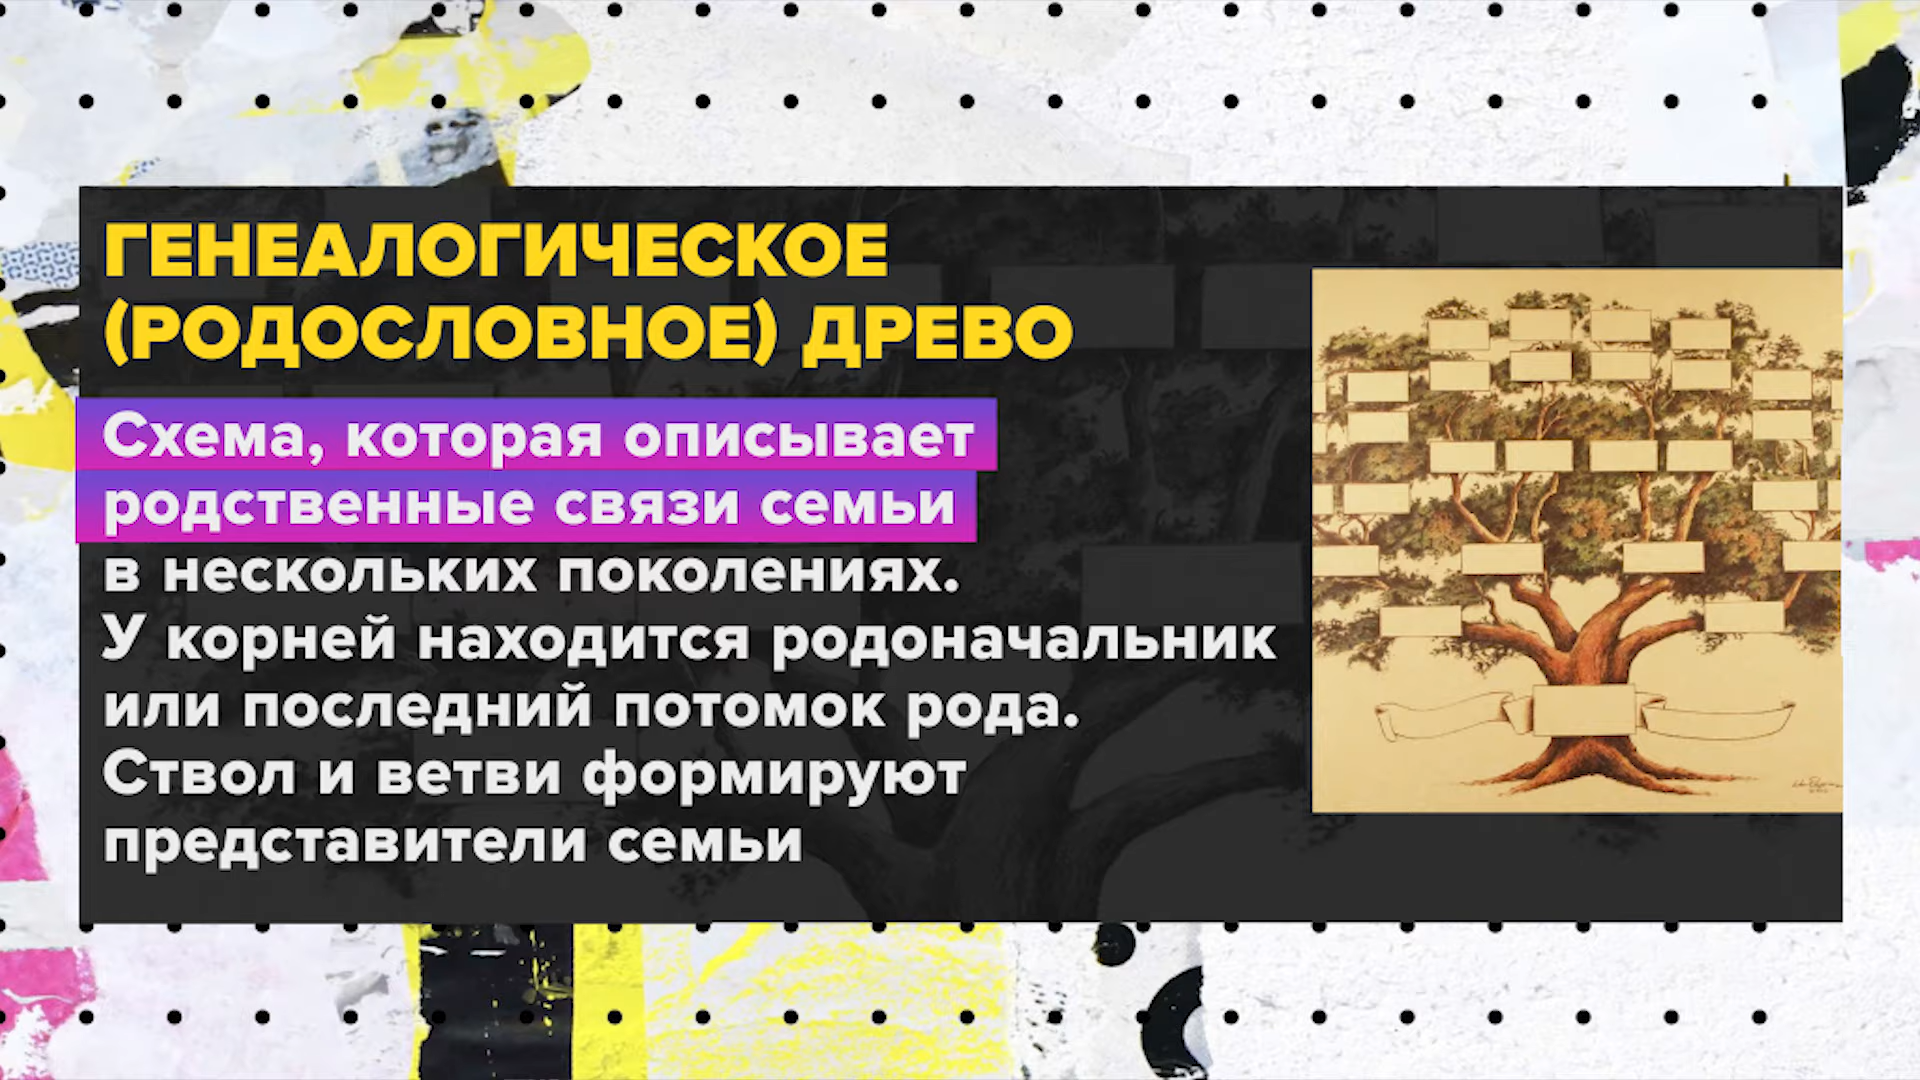 ГЕНЕАЛОГИЧЕСКОЕ
(РОДОСЛОВНОЕ) ДРЕВО
Схема, которая описывает
родственные связи семьи
в нескольких поколениях.
У корней находится родоначальник
или последний потомок рода.
Ствол и ветви формируют
представители семьи